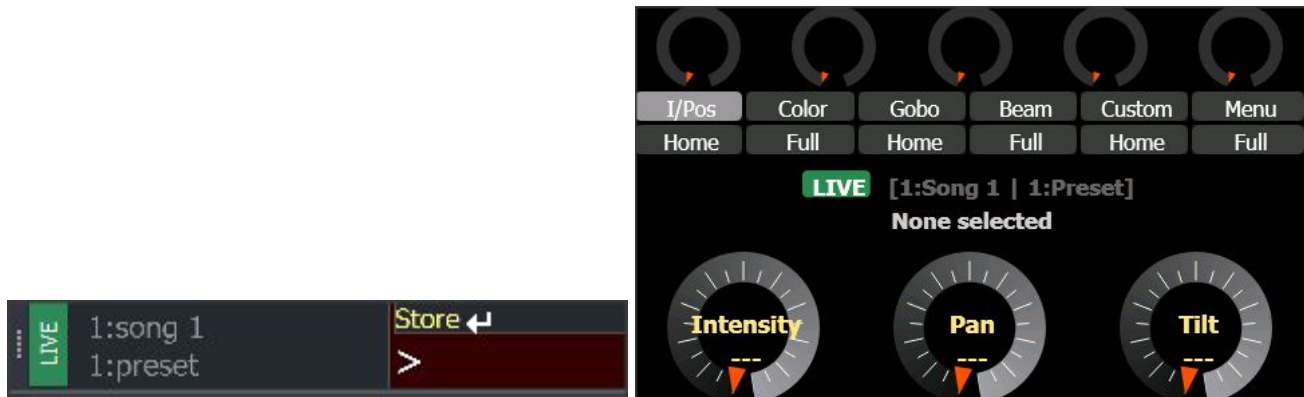 LIVE
1:song 1
1:preset
Store ↵
>
I/Pos Color Gobo Beam Custom Menu
Home Full Home Full Home Full
LIVE [1:Song 1 | 1:Preset]
None selected
Intensity Pan Tilt
--- --- ---